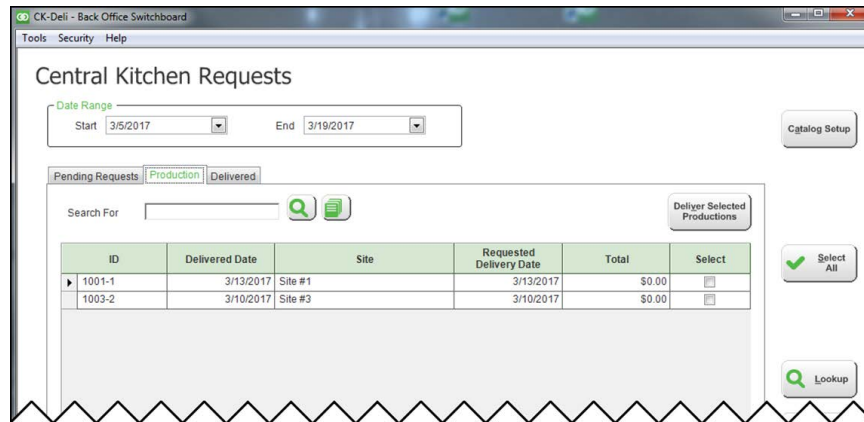 CK-Deli - Back Office Switchboard
Tools Security Help
Central Kitchen Requests
Date Range
Start 3/5/2017 End 3/19/2017
Catalog Setup
Pending Requests Production Delivered
Search For
Deliver Selected
Productions
ID Delivered Date Site Requested Delivery Date Total Select
1001-1 3/13/2017 Site #1 3/13/2017 $0.00
1003-2 3/10/2017 Site #3 3/10/2017 $0.00
Select
All
Lookup